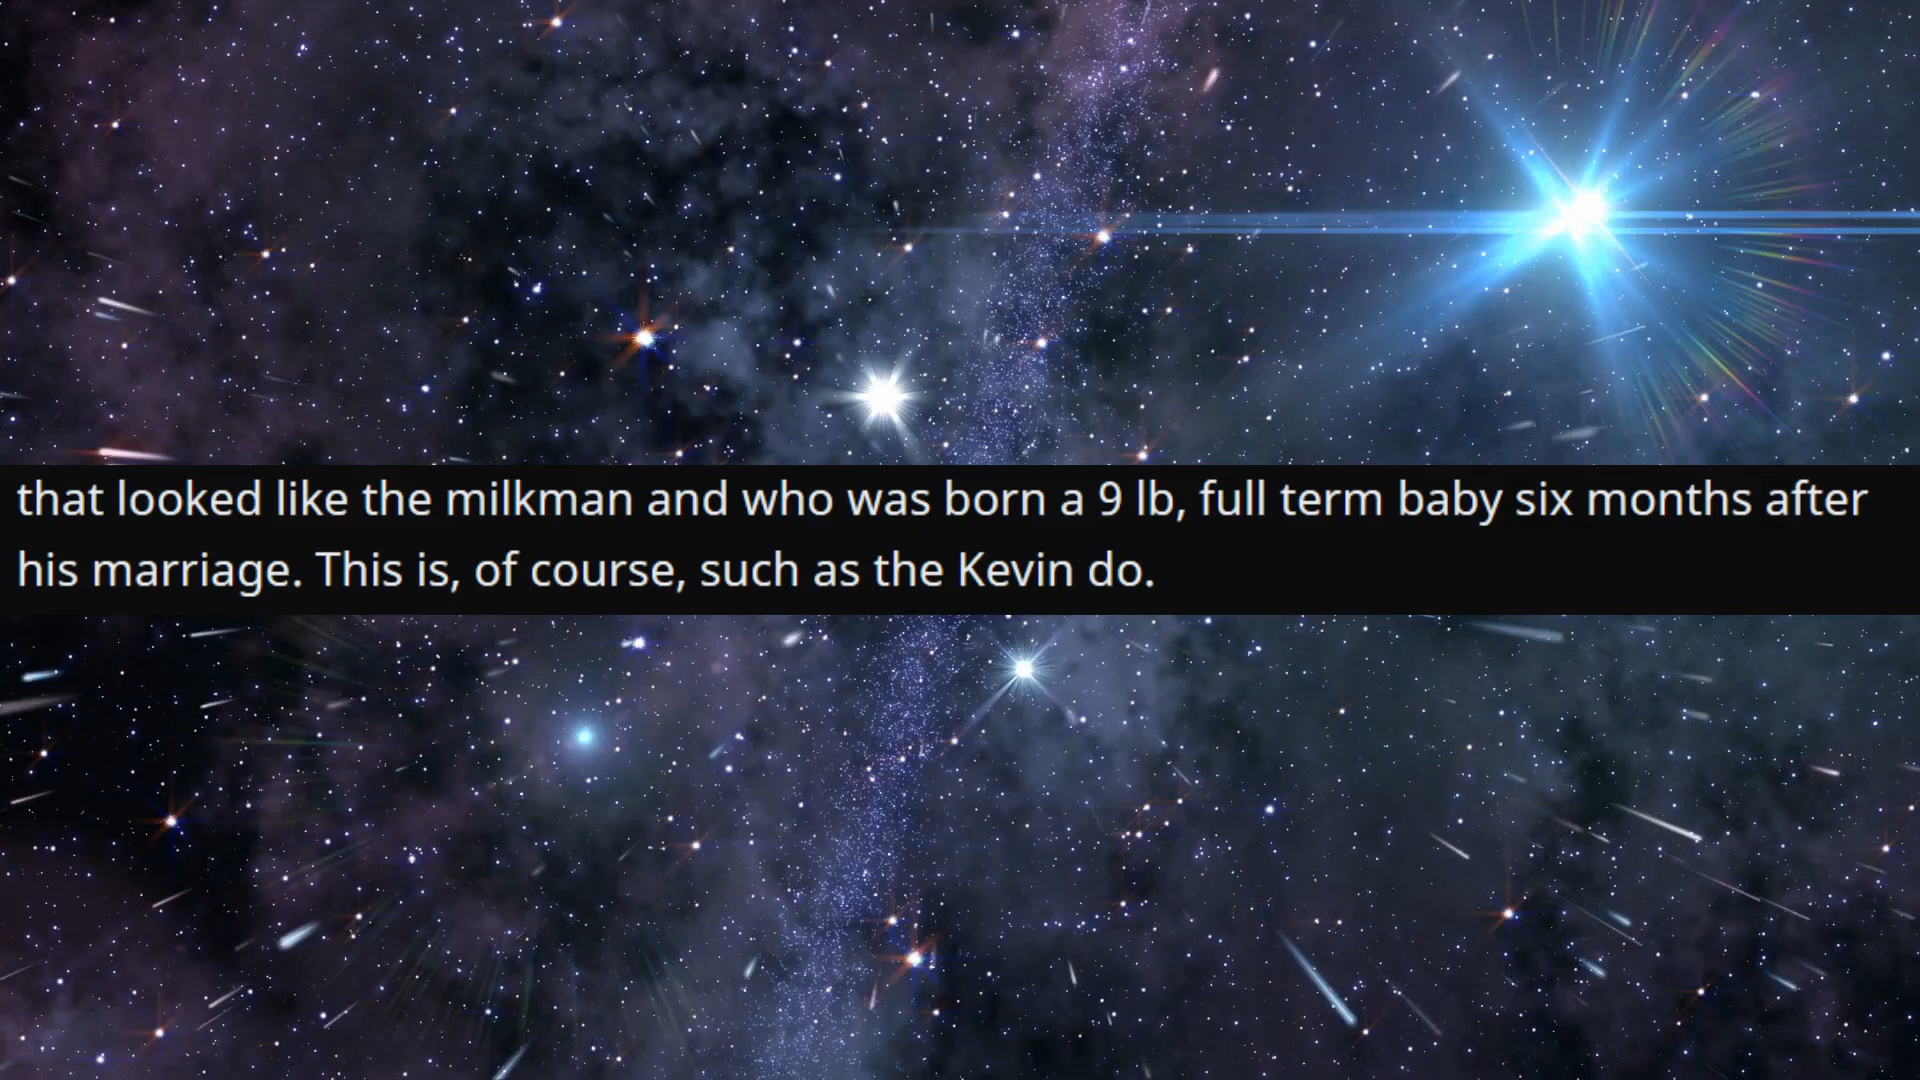 that looked like the milkman and who was born a 9 lb, full term baby six months after
his marriage. This is, of course, such as the Kevin do.